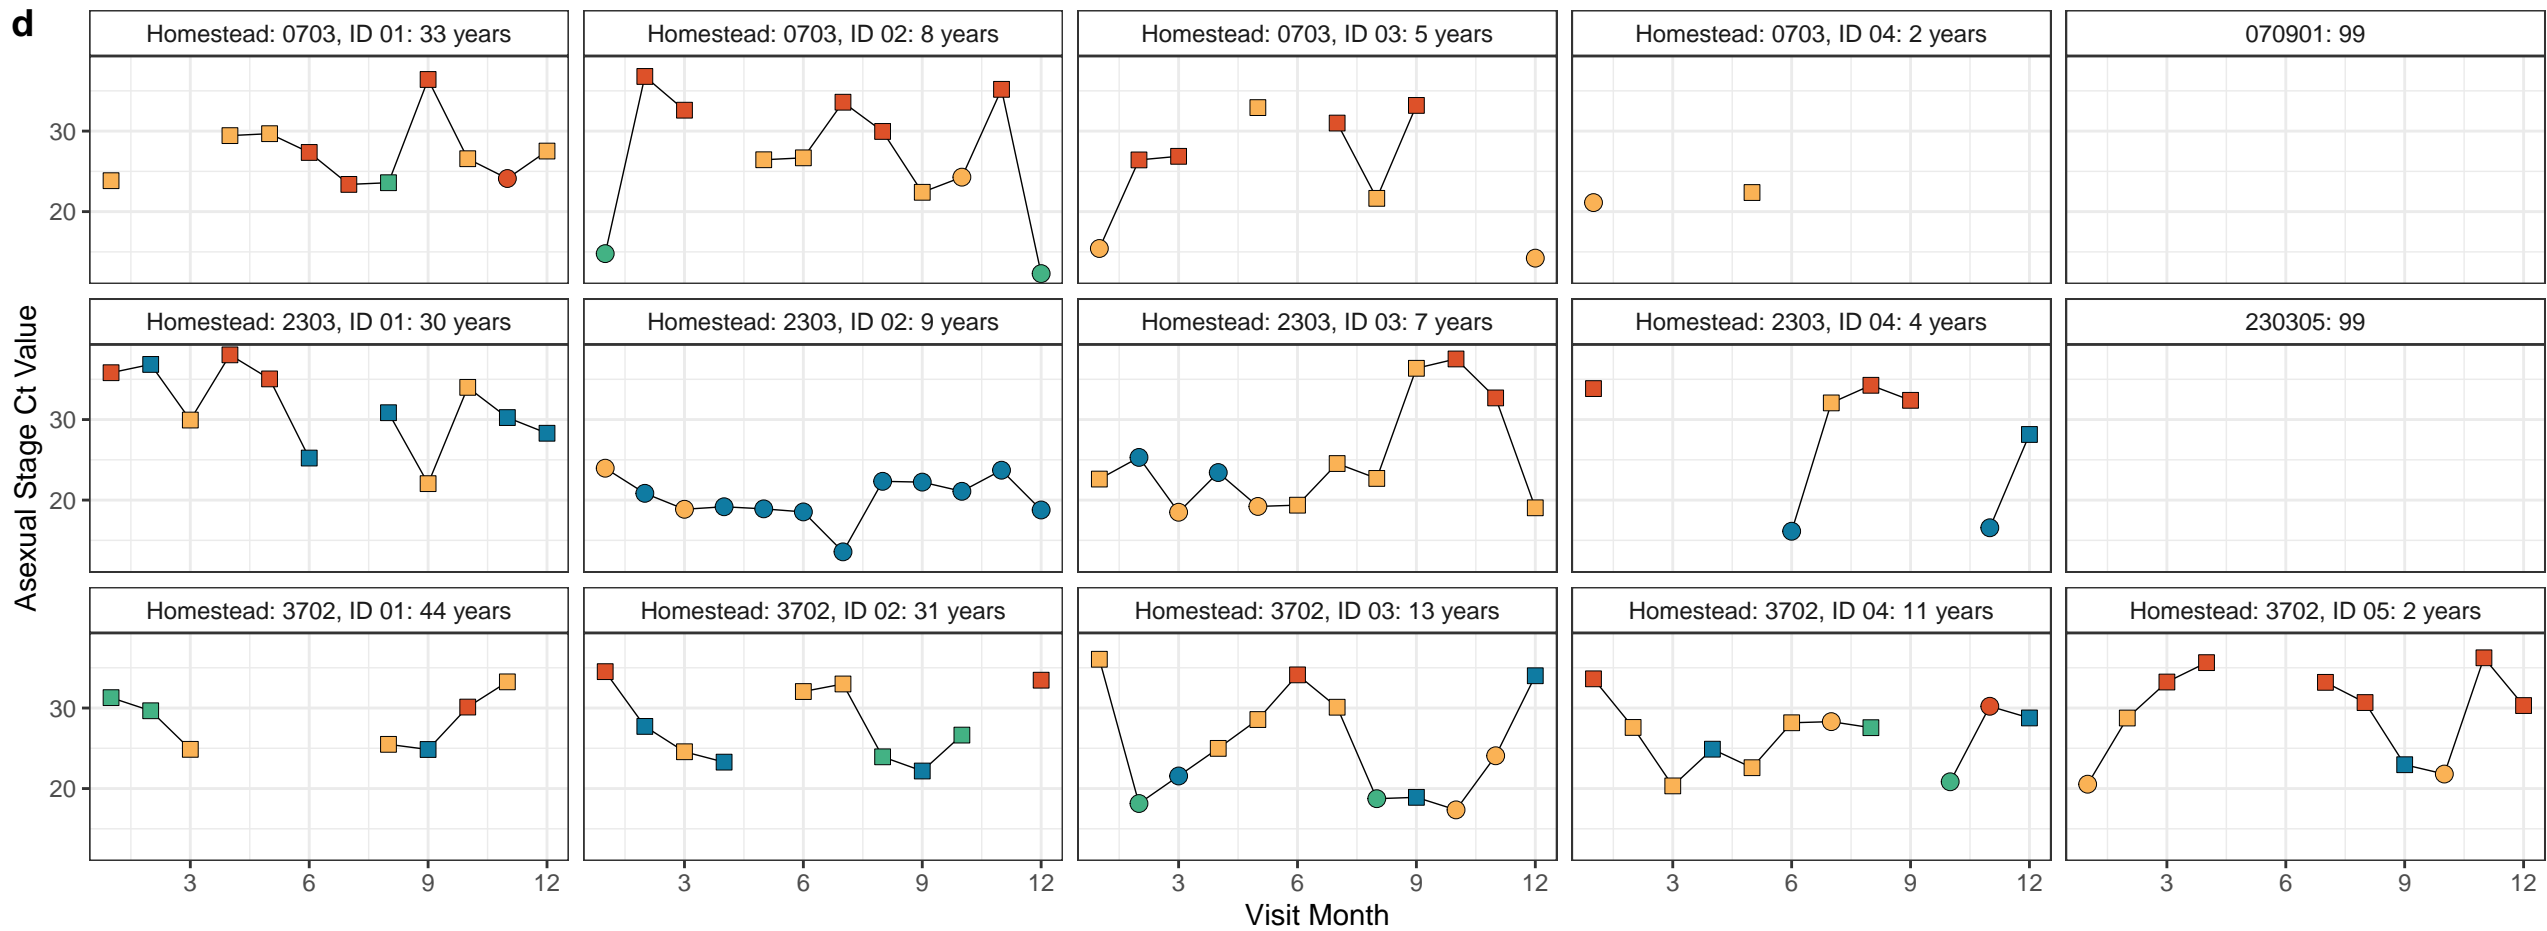 d
Homestead: 0703, ID 01: 33 years
Homestead: 0703, ID 02: 8 years
Homestead: 0703, ID 03: 5 years
Homestead: 0703, ID 04: 2 years
070901: 99
30
20
Homestead: 2303, ID 01: 30 years
Homestead: 2303, ID 02: 9 years
Homestead: 2303, ID 03: 7 years
Homestead: 2303, ID 04: 4 years
230305: 99
30
20
Asexual Stage Ct Value
Homestead: 3702, ID 01: 44 years
Homestead: 3702, ID 02: 31 years
Homestead: 3702, ID 03: 13 years
Homestead: 3702, ID 04: 11 years
Homestead: 3702, ID 05: 2 years
30
20
3 6 9 12
3 6 9 12
3 6 9 12
3 6 9 12
3 6 9 12
Visit Month